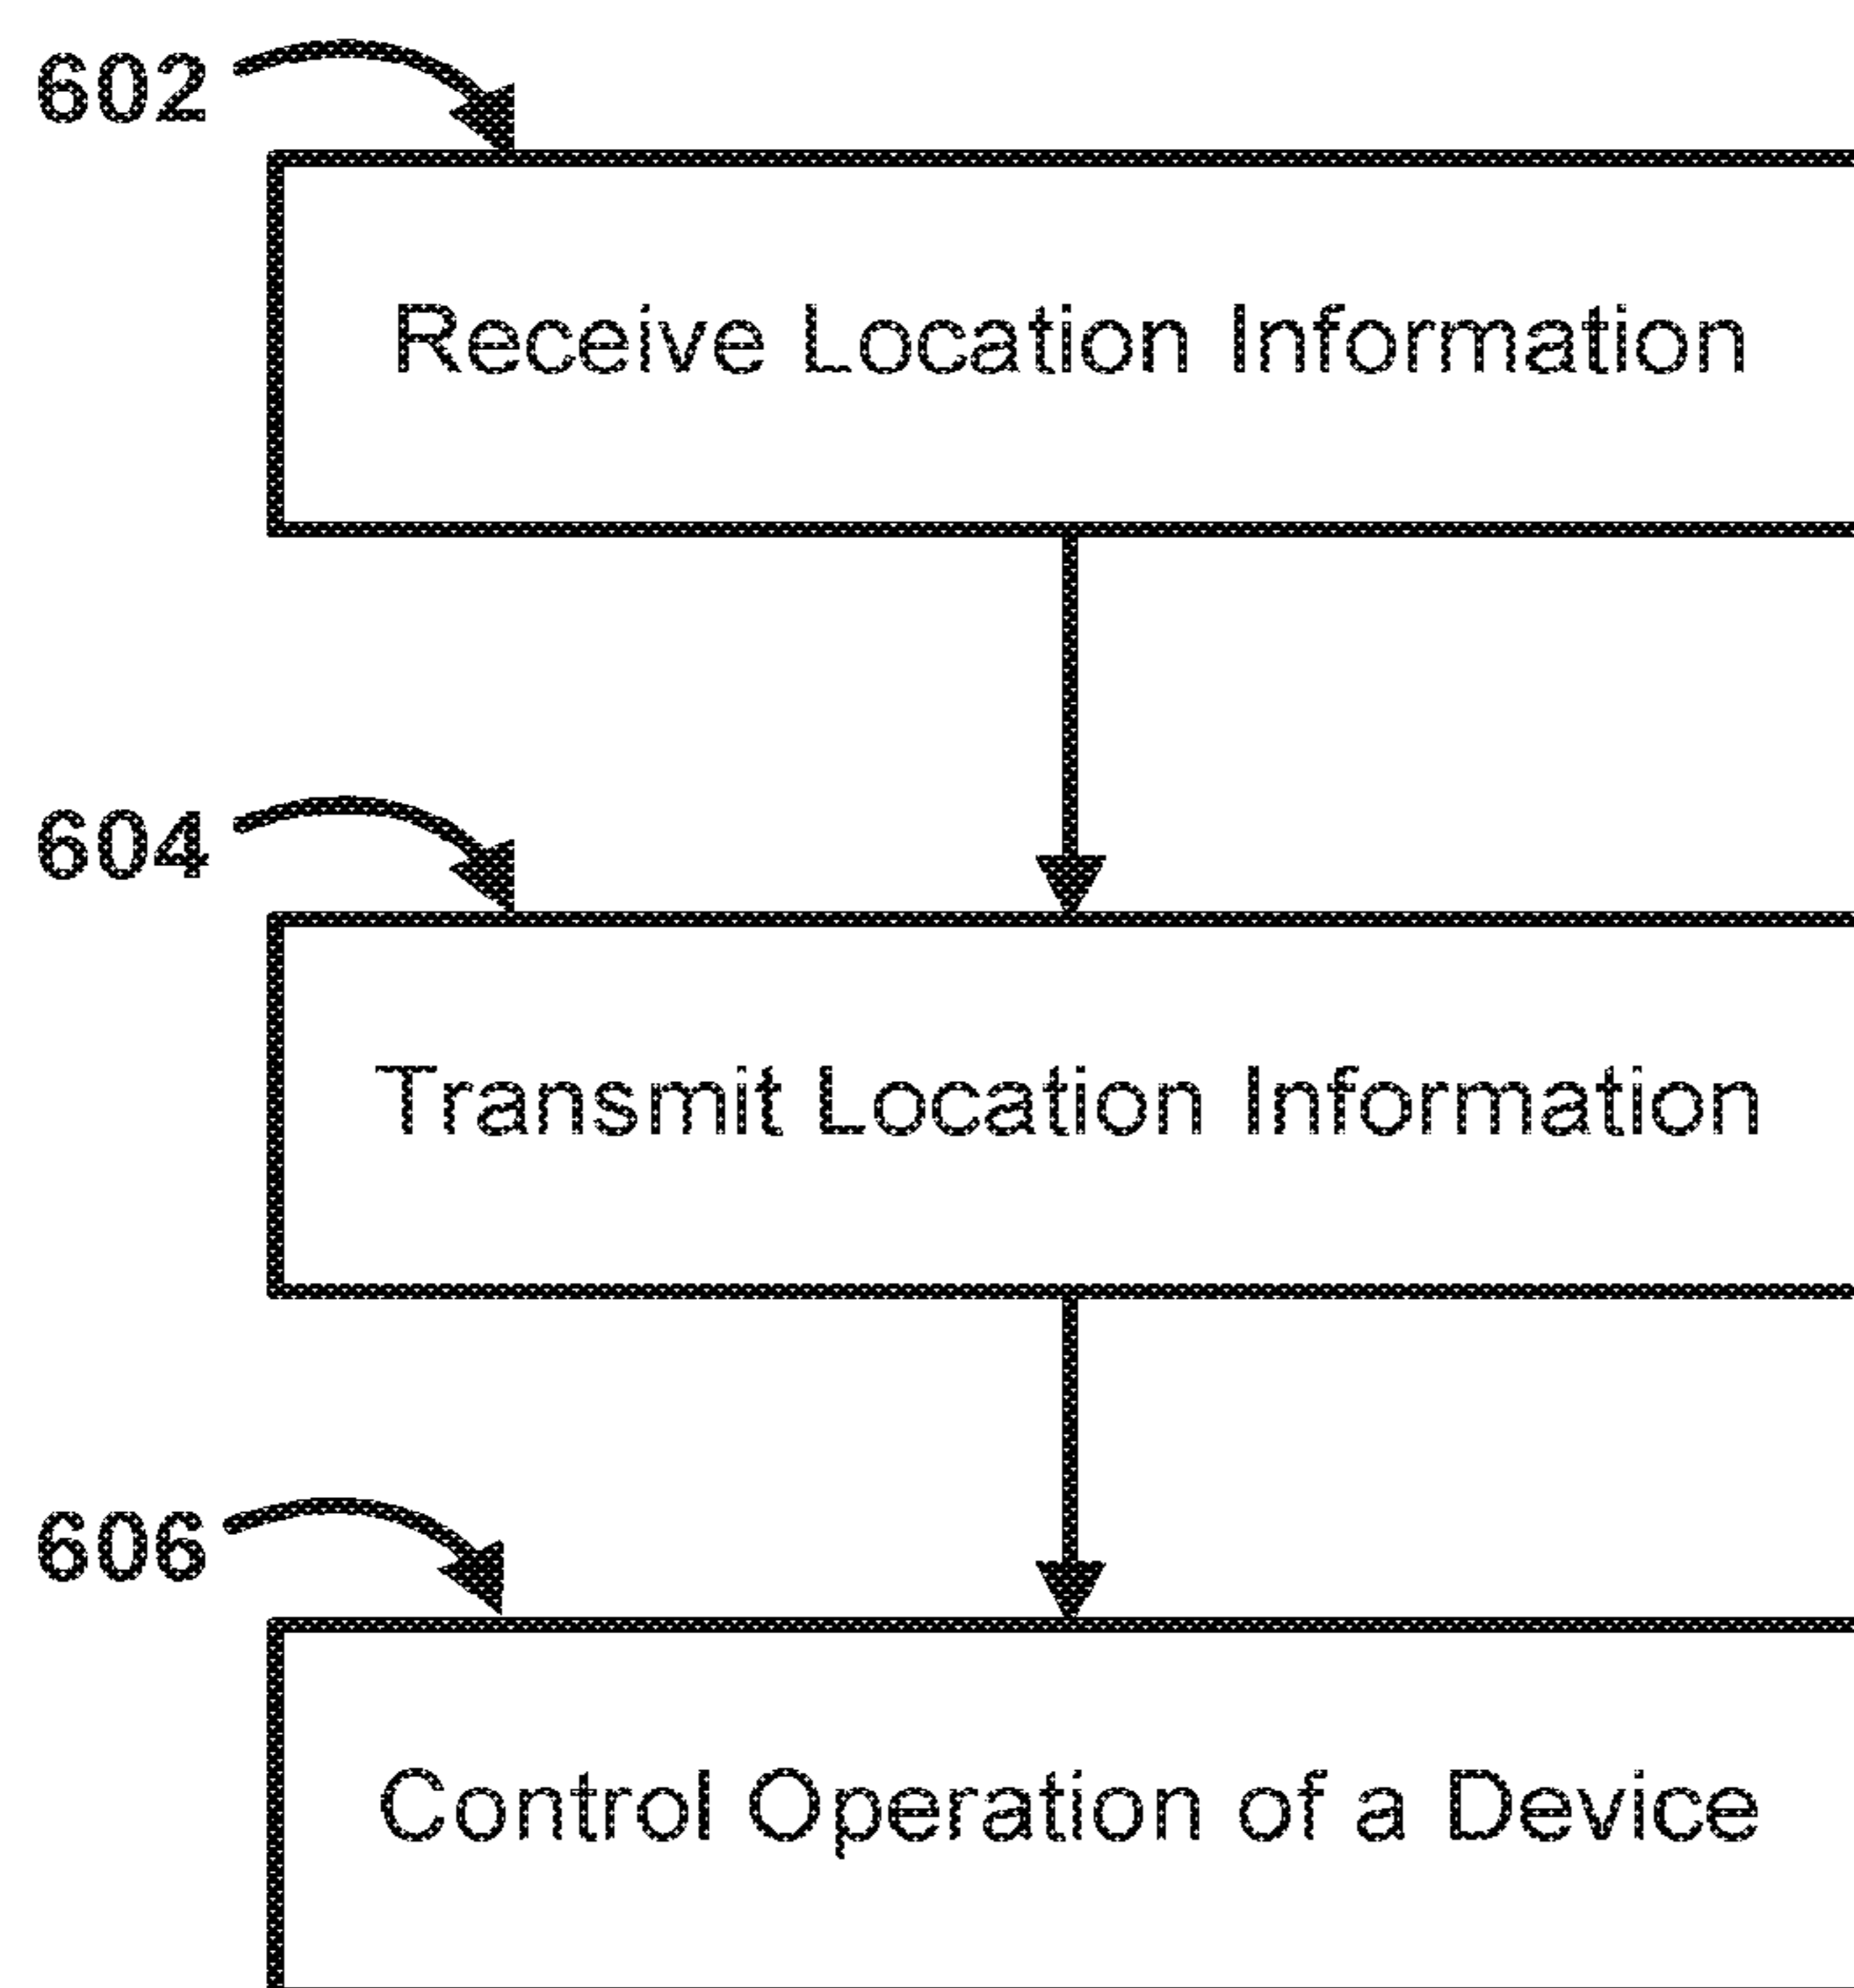 602
Receive Location Information
604
Transmit Location Information
606
Control Operation of a Device